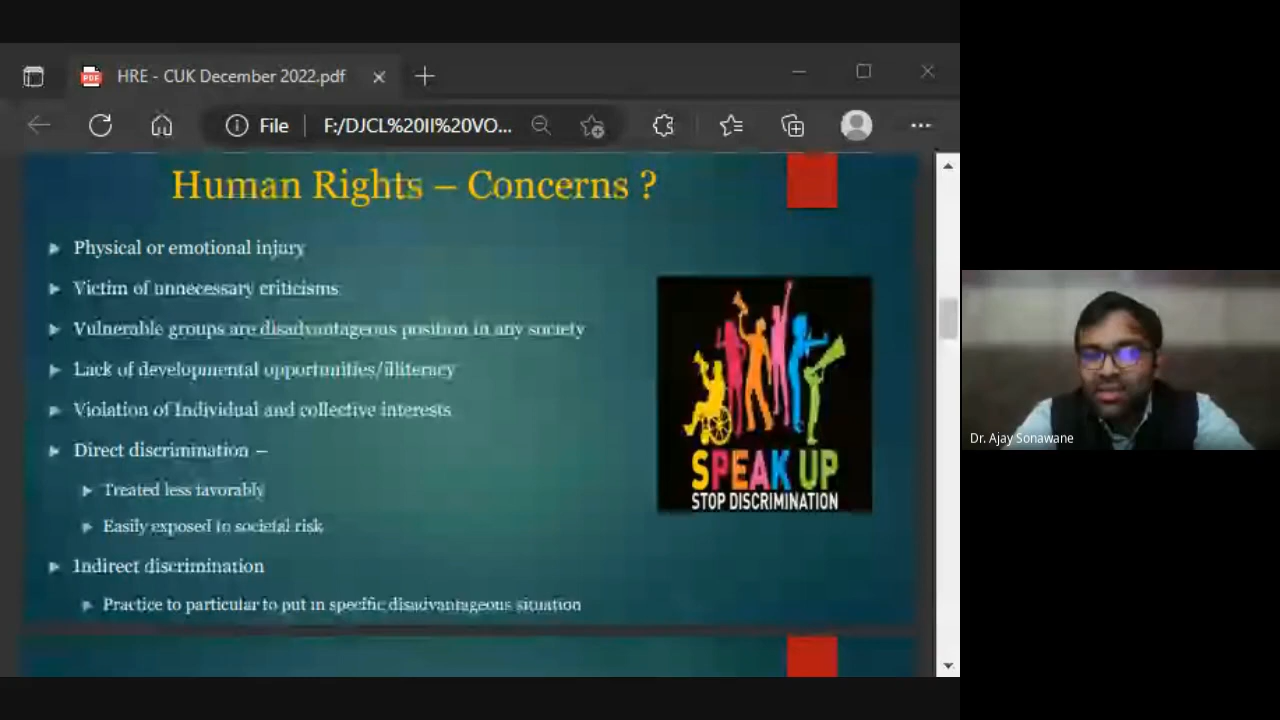 HRE - CUK December 2022.pdf
File
F:/DJCL%20II%20VO...
Human Rights – Concerns ?
Physical or emotional injury
Victim of unnecessary criticisms
Vulnerable groups are disadvantageous position in any society
Lack of developmental opportunities/illiteracy
Violation of Individual and collective interests
Direct discrimination –
Treated less favorably
Easily exposed to societal risk
Indirect discrimination
Practice to particular to put in specific disadvantageous situation
SPEAK UP
STOP DISCRIMINATION
Dr. Ajay Sonawane